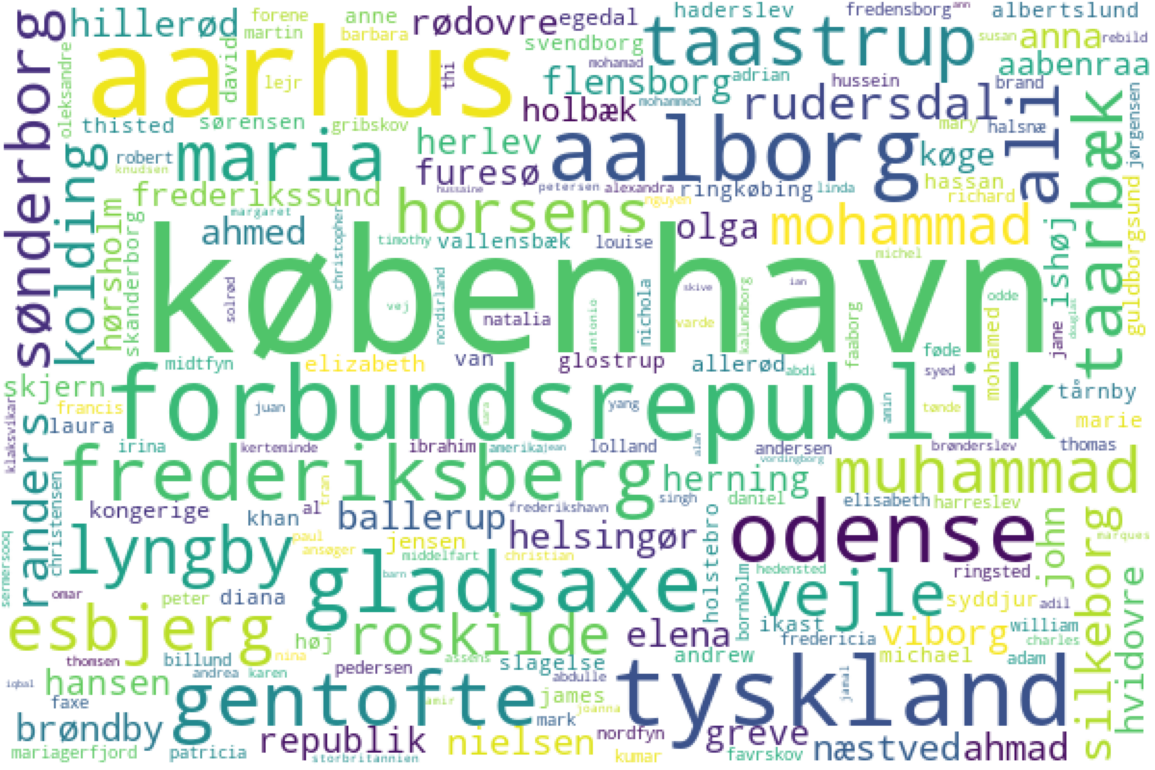 sønderborg
hillerød
forene
anne
rødovre
egedal
haderslev
fredensborg
ann
albertslund
martin
barbara
svendborg
taastrup
susan
anna
rebild
oleksandre
david
aarhus
thi
mohamad
flensborg
adrian
hussein
brand
aabenraa
lejr
holbæk
mohammed
rudersdal
alii
jørgensen
thisted
sørensen
gribskov
herlev
aalborg
mary
halsnæ
taarbæk
kolding
robert
knudsen
maria
furesø
køge
hassan
richard
guldborgsund
frederikssund
hussaine
petersen
alexandra
nguyen
ringkøbing
linda
hørsholm
skanderborg
margaret
ahmed
christopher
horsens
olga
mohammad
timothy
vallensbæk
louise
michel
ishøj
københavn
solrød
vej
nordirland
natalia
antonio
nichola
skive
varde
kalundborg
ian
faaborg
odde
mohamed
jane
douglas
midtfyn
elizabeth
van
glostrup
allerød
abdi
føde
syed
tårnby
skjern
forbundsrepublik
klaksvikar
francis
laura
juan
sara
yang
alan
amin
tønde
marie
randers
irina
kerteminde
ibrahim
amerika
jean
lolland
andersen
brønderslev
thomas
vordingborg
frederiksberg
christensen
tran
herning
singh
daniel
muhammad
elisabeth
harreslev
kongerige
khan
al
ballerup
frederikshavn
holstebro
odense
john
silkeborg
marques
sermersooq
paul
ansøger
jensen
helsingør
middelfart
christian
lyngby
barn
gladsaxe
bornholm
hedensted
vejle
ringsted
hvidovre
omar
peter
diana
syddjur
adil
esbjerg
høj
roskilde
elena
ikast
fredericia
viborg
william
charles
thomsen
billund
andrea
nina
karen
pedersen
assens
slagelse
abdulle
andrew
michael
adam
iqbal
hansen
faxe
gentofte
amir
james
joanna
tyskland
jamal
brøndby
mark
nordfyn
greve
mariagerfjord
patricia
republik
storbritannien
nielsen
kumar
favrskov
næstved
ahmad